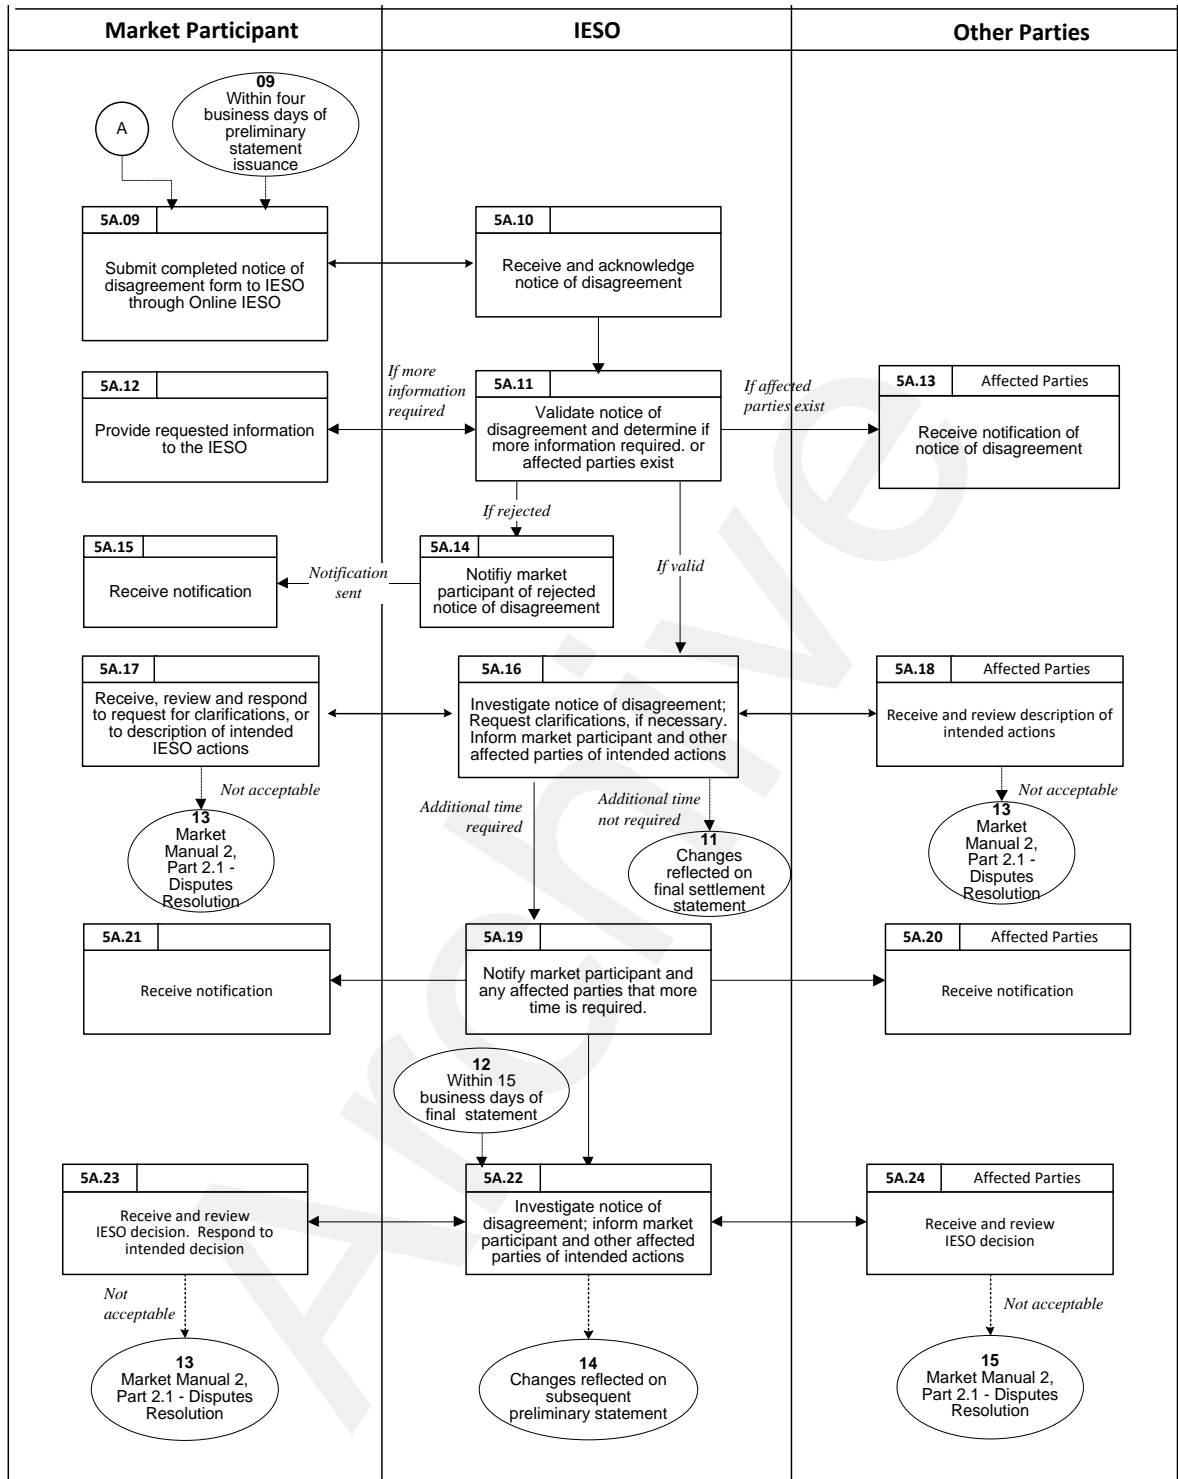 Market Participant
IESO
Other Parties
A
09
Within four
business days of
preliminary
statement
issuance
5A.09
Submit completed notice of
disagreement form to IESO
through Online IESO
5A.10
Receive and acknowledge
notice of disagreement
5A.12
Provide requested information
to the IESO
If more
information
required
5A.11
Validate notice of
disagreement and determine if
more information required. or
affected parties exist
If affected
parties exist
5A.13
Affected Parties
Receive notification of
notice of disagreement
If rejected
If valid
5A.15
Receive notification
Notification
sent
5A.14
Notifiy market
participant of rejected
notice of disagreement
5A.17
Receive, review and respond
to request for clarifications, or
to description of intended
IESO actions
5A.16
Investigate notice of disagreement;
Request clarifications, if necessary.
Inform market participant and other
affected parties of intended actions
5A.18
Affected Parties
Receive and review description of
intended actions
Not acceptable
13
Market
Manual 2,
Part 2.1 -
Disputes
Resolution
Additional time
required
Additional time
not required
11
Changes
reflected on
final settlement
statement
Not acceptable
13
Market
Manual 2,
Part 2.1 -
Disputes
Resolution
5A.21
Receive notification
5A.19
Notify market participant and
any affected parties that more
time is required.
5A.20
Affected Parties
Receive notification
12
Within 15
business days of
final statement
5A.23
Receive and review
IESO decision. Respond to
intended decision
5A.22
Investigate notice of
disagreement; inform market
participant and other affected
parties of intended actions
5A.24
Affected Parties
Receive and review
IESO decision
Not
acceptable
13
Market Manual 2,
Part 2.1 - Disputes
Resolution
14
Changes reflected on
subsequent
preliminary statement
Not acceptable
15
Market Manual 2,
Part 2.1 - Disputes
Resolution
Archive